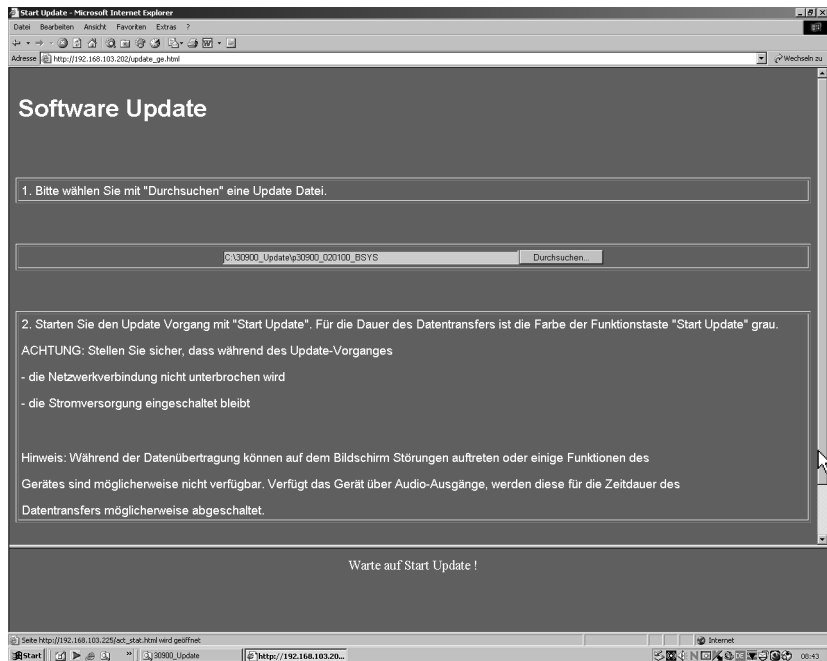 Start Update - Microsoft Internet Explorer
Datei Bearbeiten Ansicht Favoriten Extras ?
Adresse http://192.168.103.202/update_ge.html Wechseln zu
Software Update
1. Bitte wählen Sie mit "Durchsuchen" eine Update Datei.
C:\30900_Update\p30900_020100_BSYS Durchsuchen...
2. Starten Sie den Update Vorgang mit "Start Update". Für die Dauer des Datentransfers ist die Farbe der Funktionstaste "Start Update" grau.
ACHTUNG: Stellen Sie sicher, dass während des Update-Vorganges
- die Netzwerkverbindung nicht unterbrochen wird
- die Stromversorgung eingeschaltet bleibt
Hinweis: Während der Datenübertragung können auf dem Bildschirm Störungen auftreten oder einige Funktionen des
Gerätes sind möglicherweise nicht verfügbar. Verfügt das Gerät über Audio-Ausgänge, werden diese für die Zeitdauer des
Datentransfers möglicherweise abgeschaltet.
Warte auf Start Update !
Seite http://192.168.103.225/act_stat.html wird geöffnet Internet
Start » 30900_Update http://192.168.103.20... 08:43